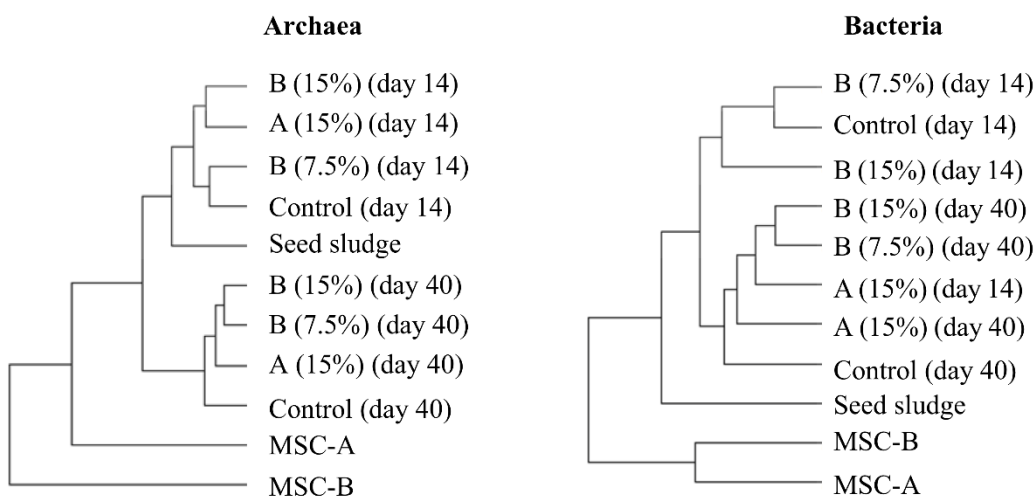 Archaea
B (15%) (day 14)
A (15%) (day 14)
B (7.5%) (day 14)
Control (day 14)
Seed sludge
B (15%) (day 40)
B (7.5%) (day 40)
A (15%) (day 40)
Control (day 40)
MSC-A
MSC-B
Bacteria
B (7.5%) (day 14)
Control (day 14)
B (15%) (day 14)
B (15%) (day 40)
B (7.5%) (day 40)
A (15%) (day 14)
A (15%) (day 40)
Control (day 40)
Seed sludge
MSC-B
MSC-A